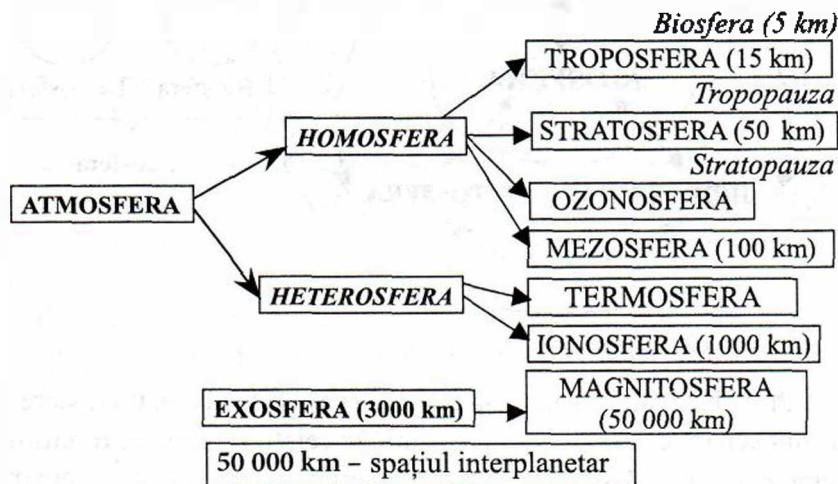 Biosfera (5 km)
TROPOSFERA (15 km)
Tropopauza
HOMOSFERA
STRATOSFERA (50 km)
Stratopauza
ATMOSFERA
OZONOSFERA
MEZOSFERA (100 km)
HETEROSFERA
TERMOSFERA
IONOSFERA (1000 km)
EXOSFERA (3000 km)
MAGNITOSFERA
(50 000 km)
50 000 km – spațiul interplanetar